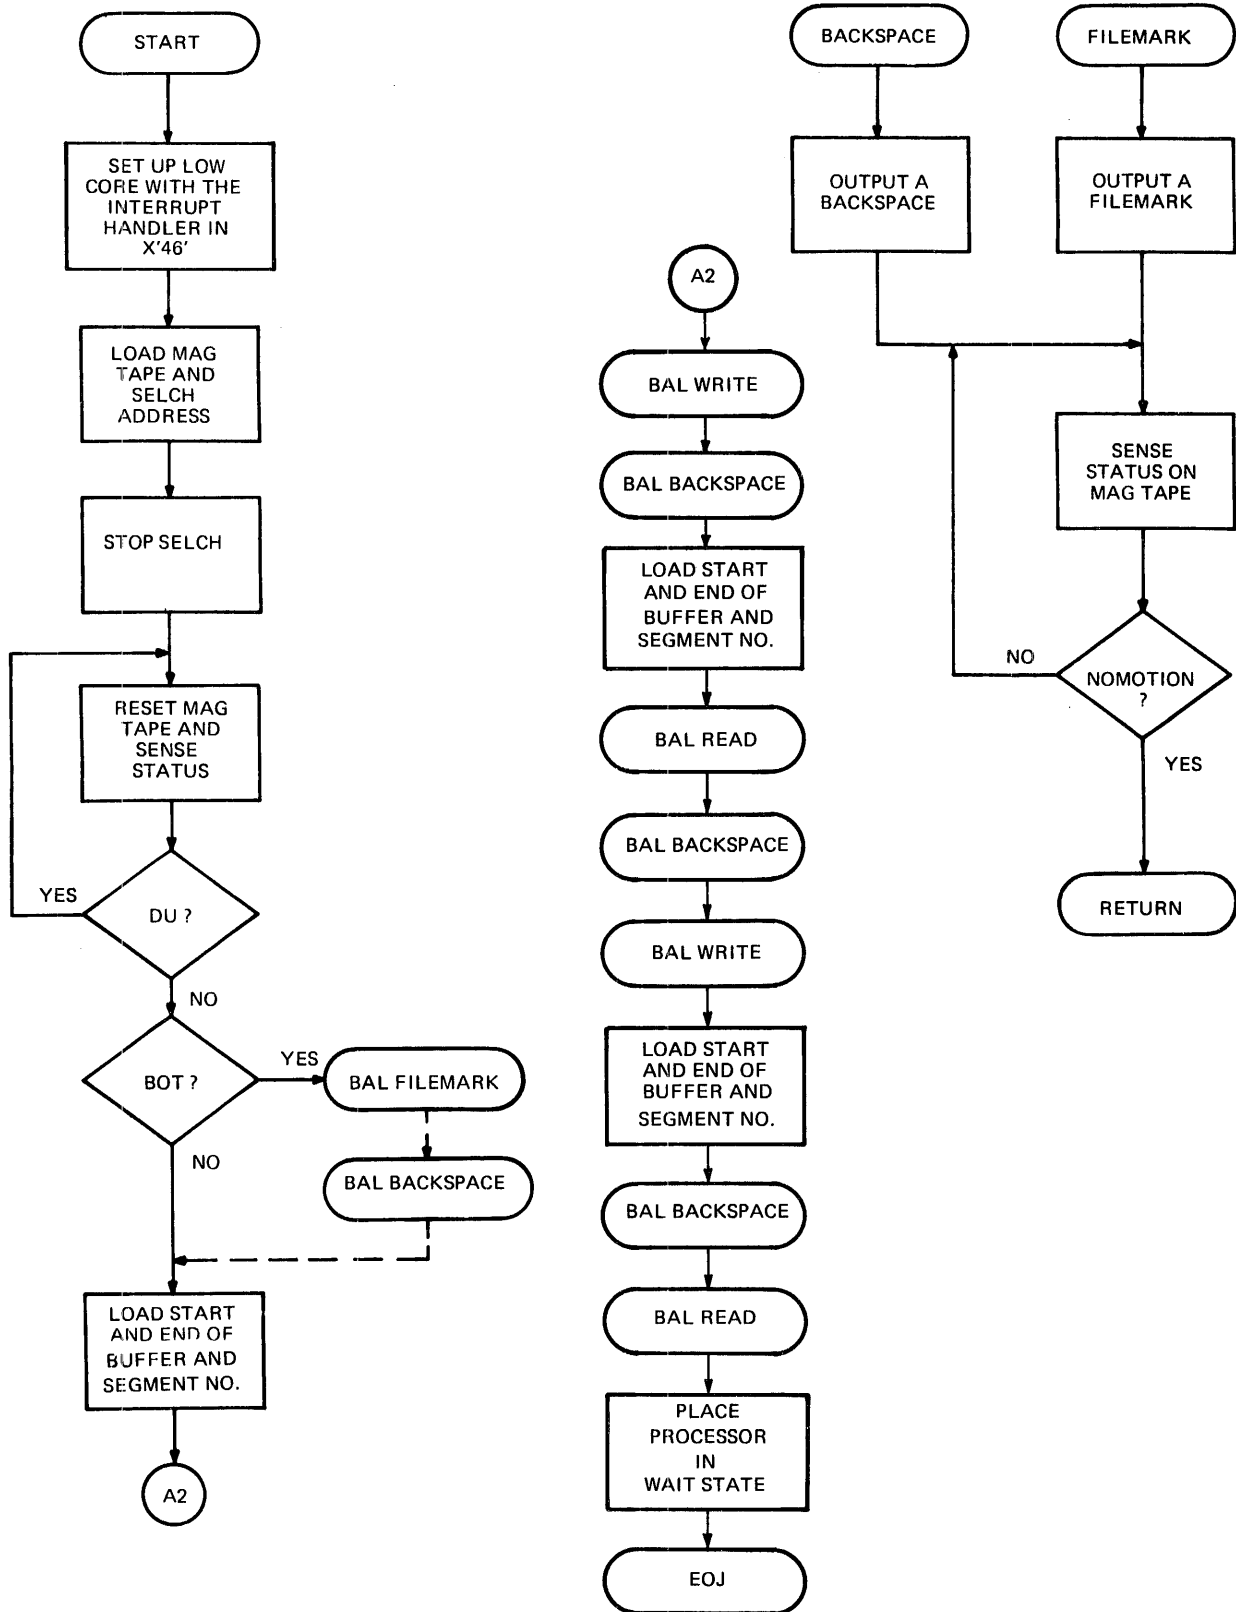 START
SET UP LOW
CORE WITH THE
INTERRUPT
HANDLER IN
X'46'
LOAD MAG
TAPE AND
SELCH
ADDRESS
STOP SELCH
RESET MAG
TAPE AND
SENSE
STATUS
YES
DU ?
NO
BOT ?
YES
BAL FILEMARK
NO
BAL BACKSPACE
LOAD START
AND END OF
BUFFER AND
SEGMENT NO.
A2
A2
BAL WRITE
BAL BACKSPACE
LOAD START
AND END OF
BUFFER AND
SEGMENT NO.
BAL READ
BAL BACKSPACE
BAL WRITE
LOAD START
AND END OF
BUFFER AND
SEGMENT NO.
BAL BACKSPACE
BAL READ
PLACE
PROCESSOR
IN
WAIT STATE
EOJ
BACKSPACE
OUTPUT A
BACKSPACE
FILEMARK
OUTPUT A
FILEMARK
SENSE
STATUS ON
MAG TAPE
NO
NOMOTION
?
YES
RETURN